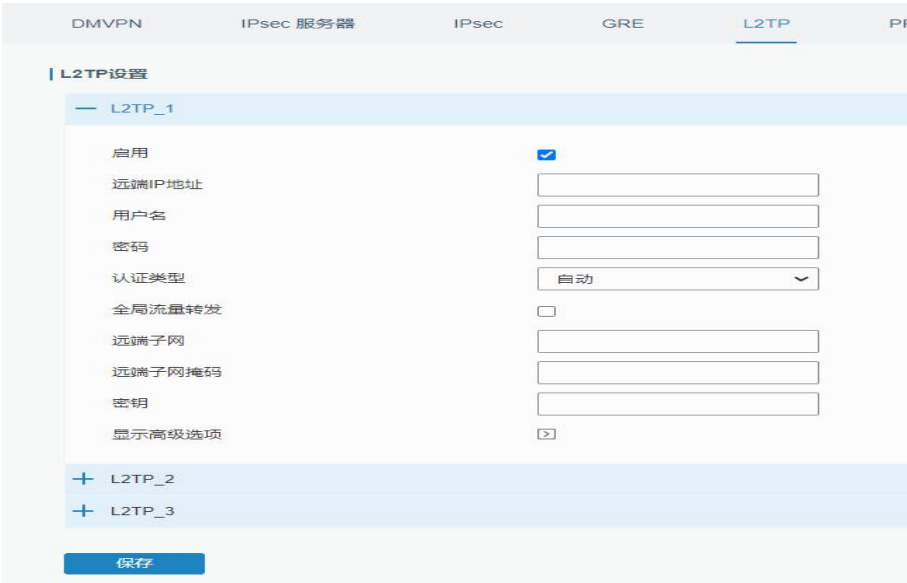 DMVPN IPsec 服务器 IPsec GRE L2TP
L2TP设置
L2TP_1
启用
远端IP地址
用户名
密码
认证类型 自动
全局流量转发
远端子网
远端子网掩码
密钥
显示高级选项
L2TP_2
L2TP_3
保存